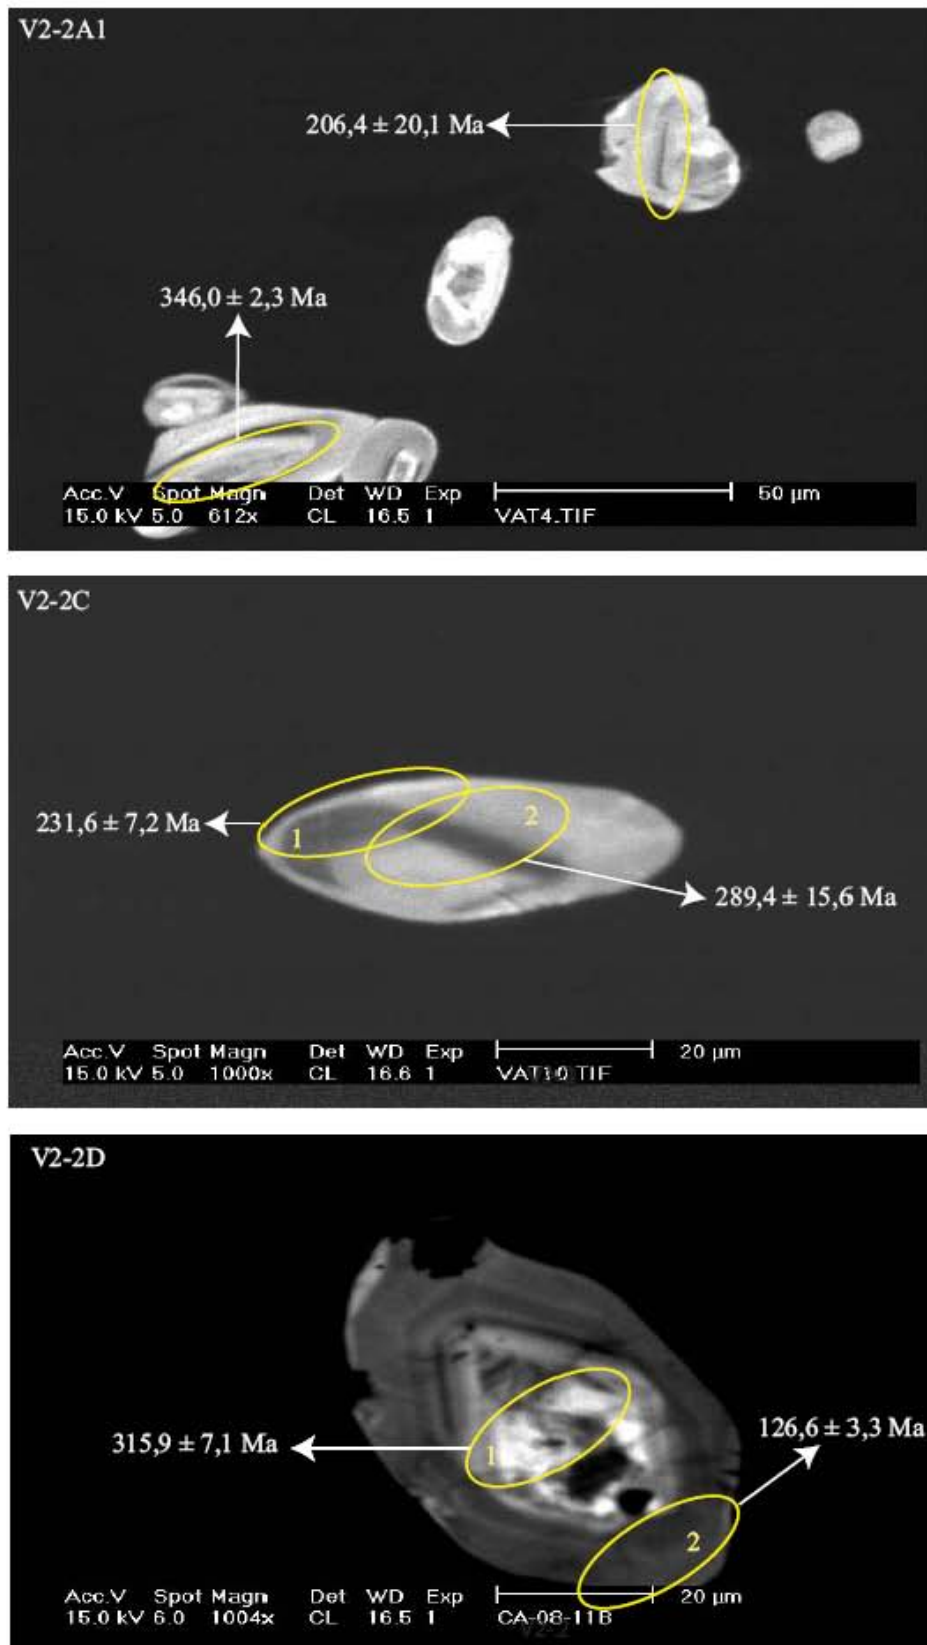 V2-2A1
206,4 ± 20,1 Ma
346,0 ± 2,3 Ma
Acc.V Spot Magn Det WD Exp 50 µm
15.0 kV 5.0 612x CL 16.5 1 VAT4.TIF
V2-2C
231,6 ± 7,2 Ma
1
2
289,4 ± 15,6 Ma
Acc.V Spot Magn Det WD Exp 20 µm
15.0 kV 5.0 1000x CL 16.6 1 VAT10.TIF
V2-2D
315,9 ± 7,1 Ma
1
126,6 ± 3,3 Ma
2
Acc.V Spot Magn Det WD Exp 20 µm
15.0 kV 6.0 1004x CL 16.5 1 CA-08-11B
V2-2